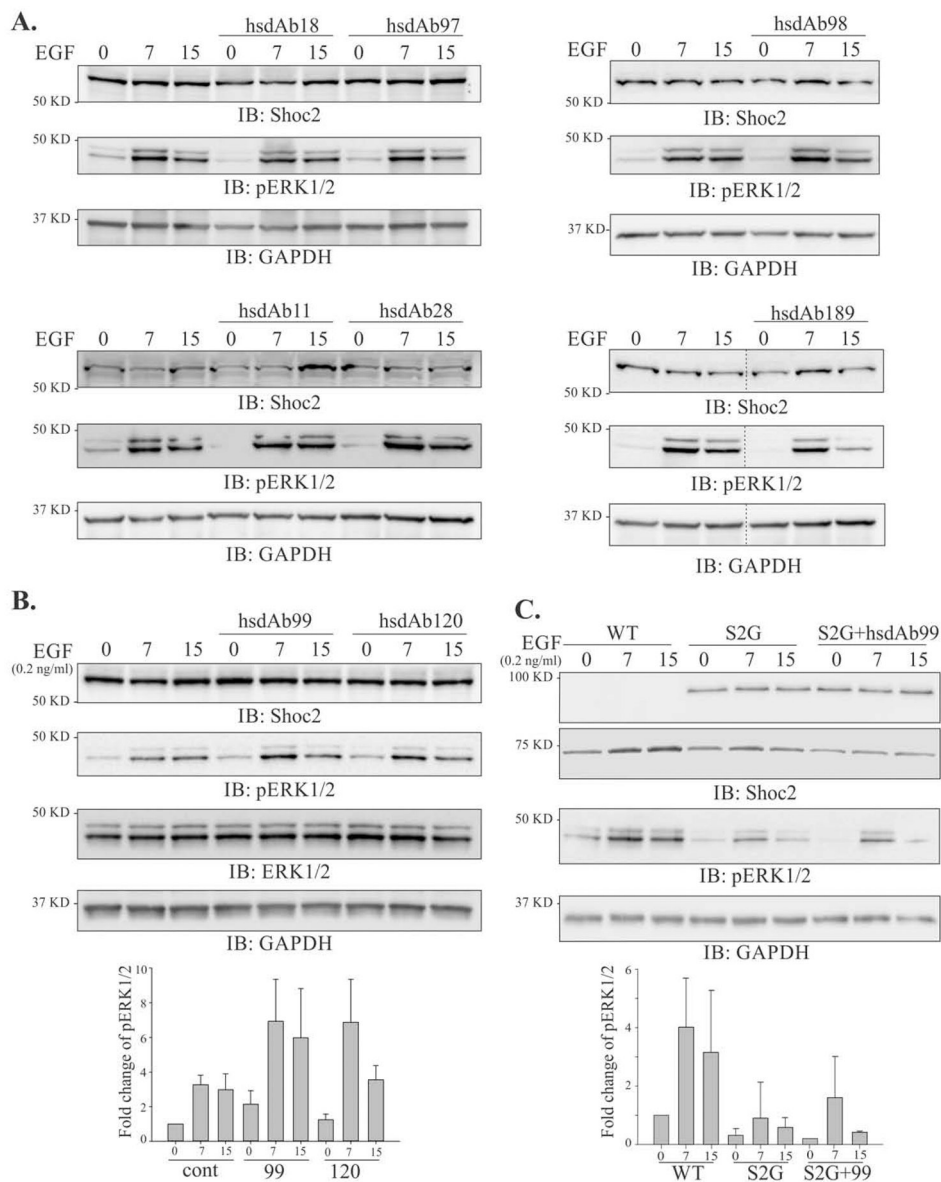 A.
hsdAb18 hsdAb97
EGF 0 7 15 0 7 15 0 7 15
50 KD
IB: Shoc2
50 KD
IB: pERK1/2
37 KD
IB: GAPDH
hsdAb98
EGF 0 7 15 0 7 15
50 KD
IB: Shoc2
50 KD
IB: pERK1/2
37 KD
IB: GAPDH
hsdAb11 hsdAb28
EGF 0 7 15 0 7 15 0 7 15
50 KD
IB: Shoc2
50 KD
IB: pERK1/2
37 KD
IB: GAPDH
hsdAb189
EGF 0 7 15 0 7 15
50 KD
IB: Shoc2
50 KD
IB: pERK1/2
37 KD
IB: GAPDH
B.
hsdAb99 hsdAb120
EGF 0 7 15 0 7 15 0 7 15
(0.2 ng/ml)
50 KD
IB: Shoc2
50 KD
IB: pERK1/2
50 KD
IB: ERK1/2
37 KD
IB: GAPDH
Fold change of pERK1/2
10
8
6
4
2
0
0 7 15 0 7 15 0 7 15
cont 99 120
C.
WT S2G S2G+hsdAb99
EGF
(0.2 ng/ml) 0 7 15 0 7 15 0 7 15
100 KD
75 KD
IB: Shoc2
50 KD
IB: pERK1/2
37 KD
IB: GAPDH
Fold change of pERK1/2
6
4
2
0
0 7 15 0 7 15 0 7 15
WT S2G S2G+99